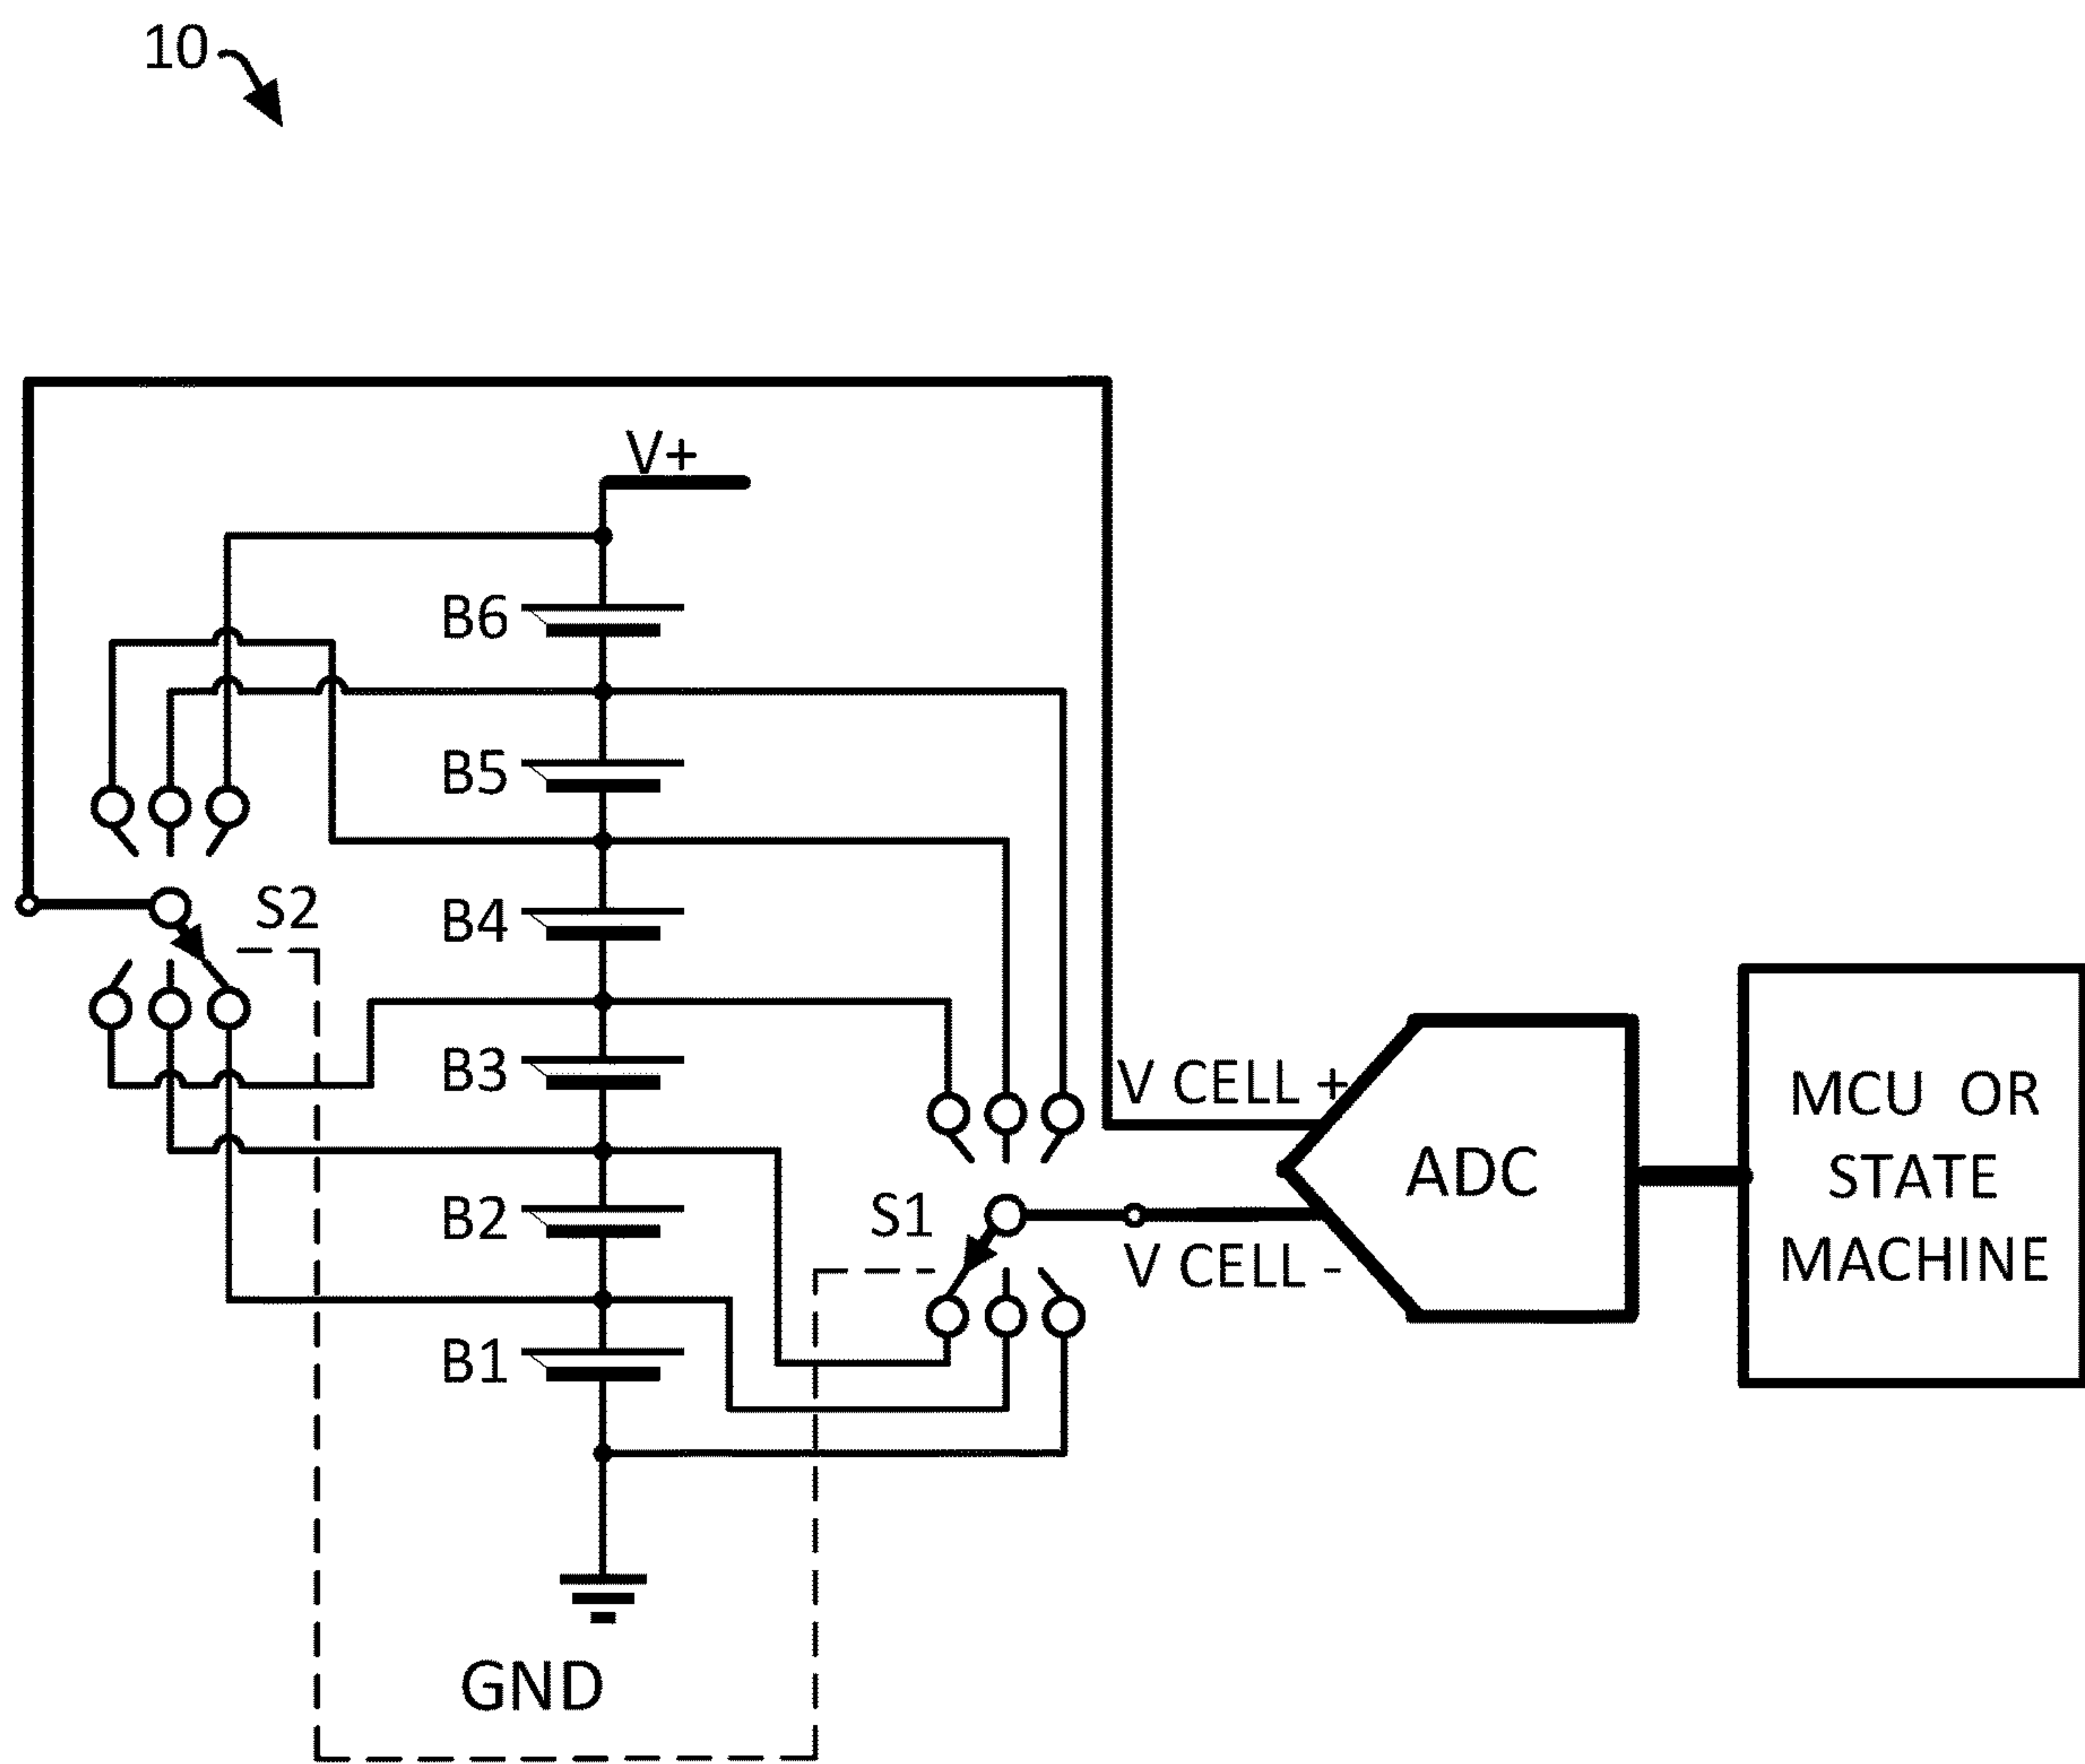 10
V+
B6
B5
S2
B4
B3
V CELL +
MCU OR
ADC
STATE
B2
S1
V CELL -
MACHINE
B1
GND